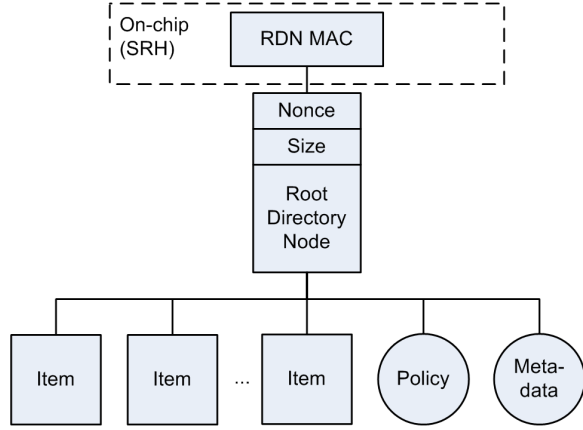 On-chip
(SRH)
RDN MAC
Nonce
Size
Root
Directory
Node
Item
Item
...
Item
Policy
Meta-
data